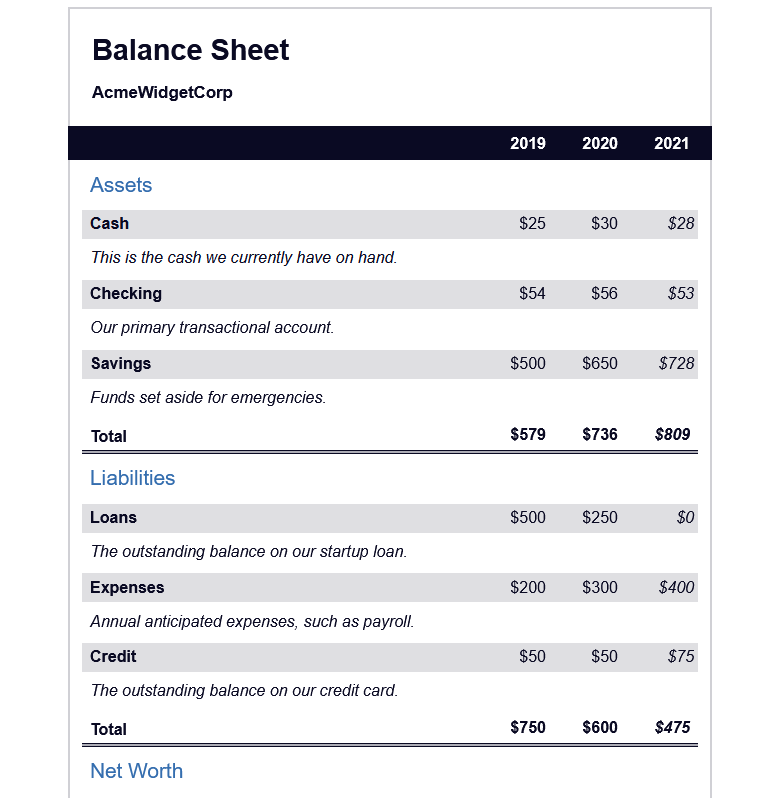 Balance Sheet
AcmeWidgetCorp
2019 2020 2021
Assets
Cash $25 $30 $28
This is the cash we currently have on hand.
Checking $54 $56 $53
Our primary transactional account.
Savings $500 $650 $728
Funds set aside for emergencies.
Total $579 $736 $809
Liabilities
Loans $500 $250 $0
The outstanding balance on our startup loan.
Expenses $200 $300 $400
Annual anticipated expenses, such as payroll.
Credit $50 $50 $75
The outstanding balance on our credit card.
Total $750 $600 $475
Net Worth